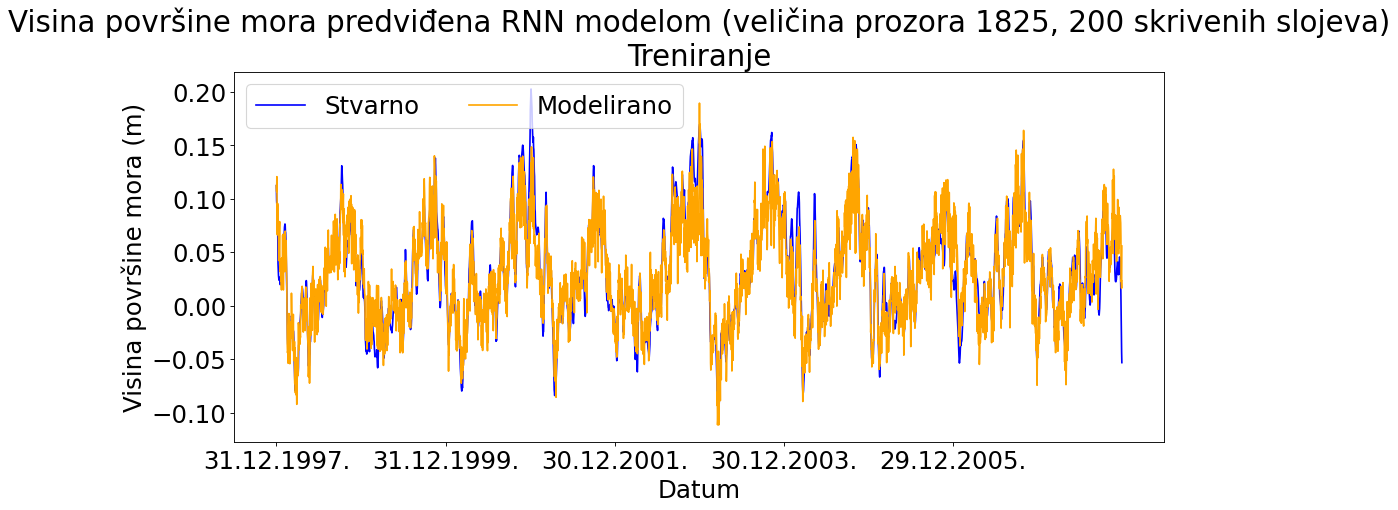 Visina površine mora predviđena RNN modelom (veličina prozora 1825, 200 skrivenih slojeva)
Treniranje
Stvarno Modelirano
Visina površine mora (m)
0.20
0.15
0.10
0.05
0.00
−0.05
−0.10
31.12.1997. 31.12.1999. 30.12.2001. 30.12.2003. 29.12.2005.
Datum